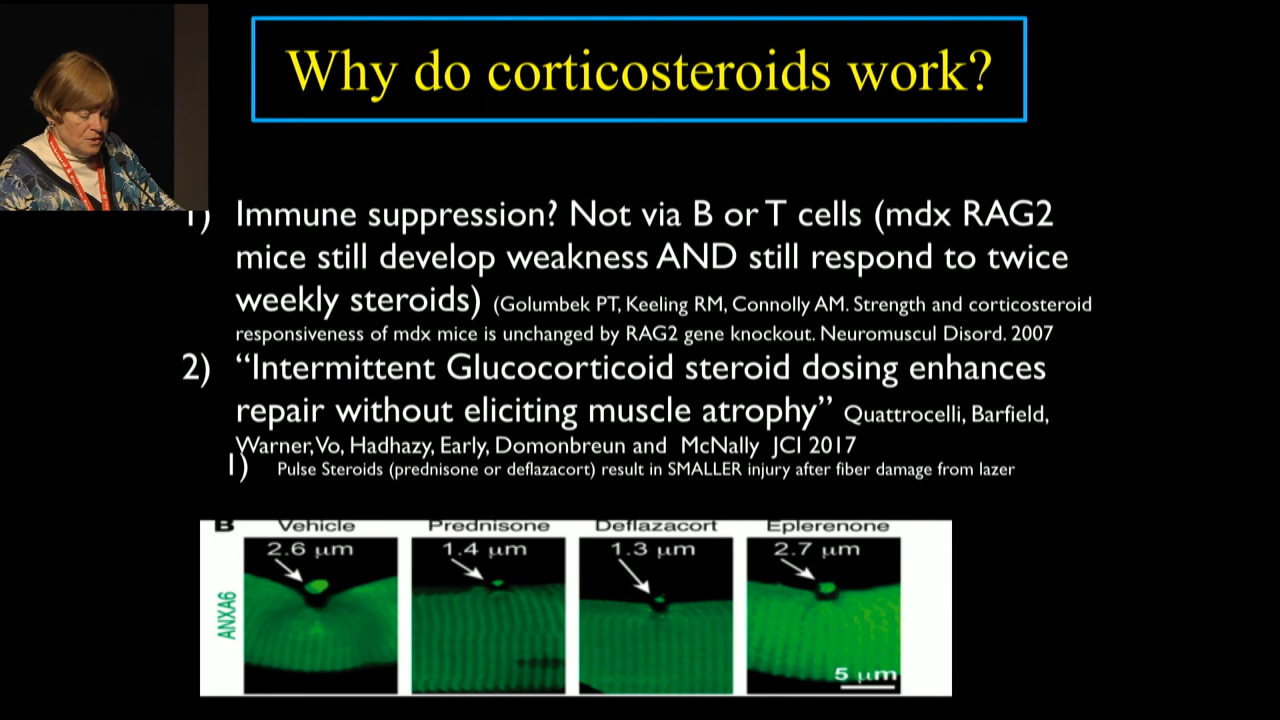 Why do corticosteroids work?
1) Immune suppression? Not via B or T cells (mdx RAG2
mice still develop weakness AND still respond to twice
weekly steroids) (Golumbek PT, Keeling RM, Connolly AM. Strength and corticosteroid
responsiveness of mdx mice is unchanged by RAG2 gene knockout. Neuromuscul Disord. 2007
2) “Intermittent Glucocorticoid steroid dosing enhances
repair without eliciting muscle atrophy” Quattrocelli, Barfield,
Warner, Vo, Hadhazy, Early, Domonbreun and McNally JCI 2017
1) Pulse Steroids (prednisone or deflazacort) result in SMALLER injury after fiber damage from lazer
B Vehicle Prednisone Deflazacort Eplerenone
2.6 µm 1.4 µm 1.3 µm 2.7 µm
ANXA6
5 µm